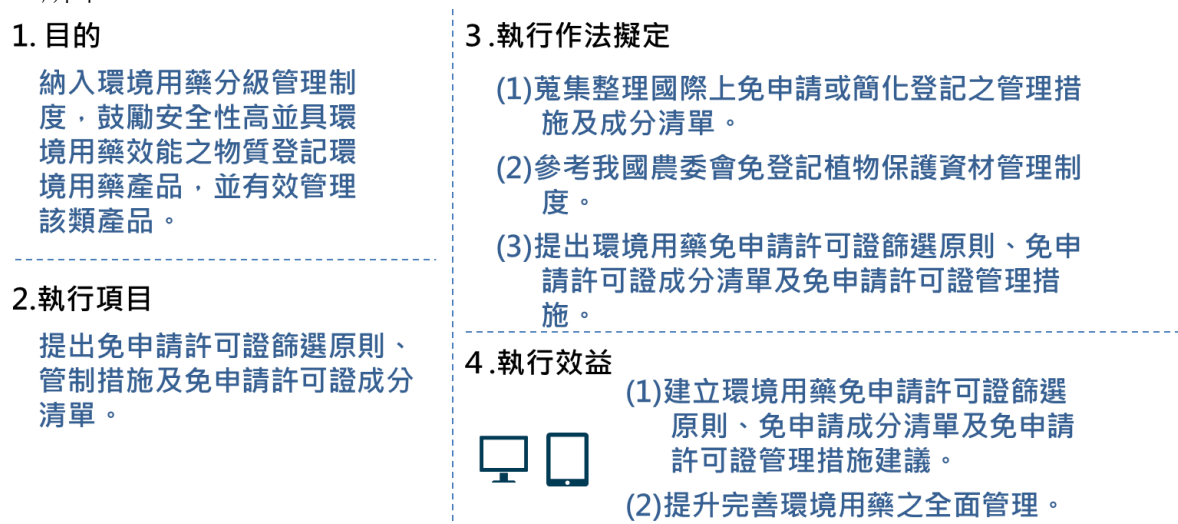 1. 目的
納入環境用藥分級管理制
度，鼓勵安全性高並具環
境用藥效能之物質登記環
境用藥產品，並有效管理
該類產品。
2.執行項目
提出免申請許可證篩選原則、
管制措施及免申請許可證成分
清單。
3.執行作法擬定
(1)蒐集整理國際上免申請或簡化登記之管理措
施及成分清單。
(2)參考我國農委會免登記植物保護資材管理制
度。
(3)提出環境用藥免申請許可證篩選原則、免申
請許可證成分清單及免申請許可證管理措
施。
4.執行效益
(1)建立環境用藥免申請許可證篩選
原則、免申請成分清單及免申請
許可證管理措施建議。
(2)提升完善環境用藥之全面管理。